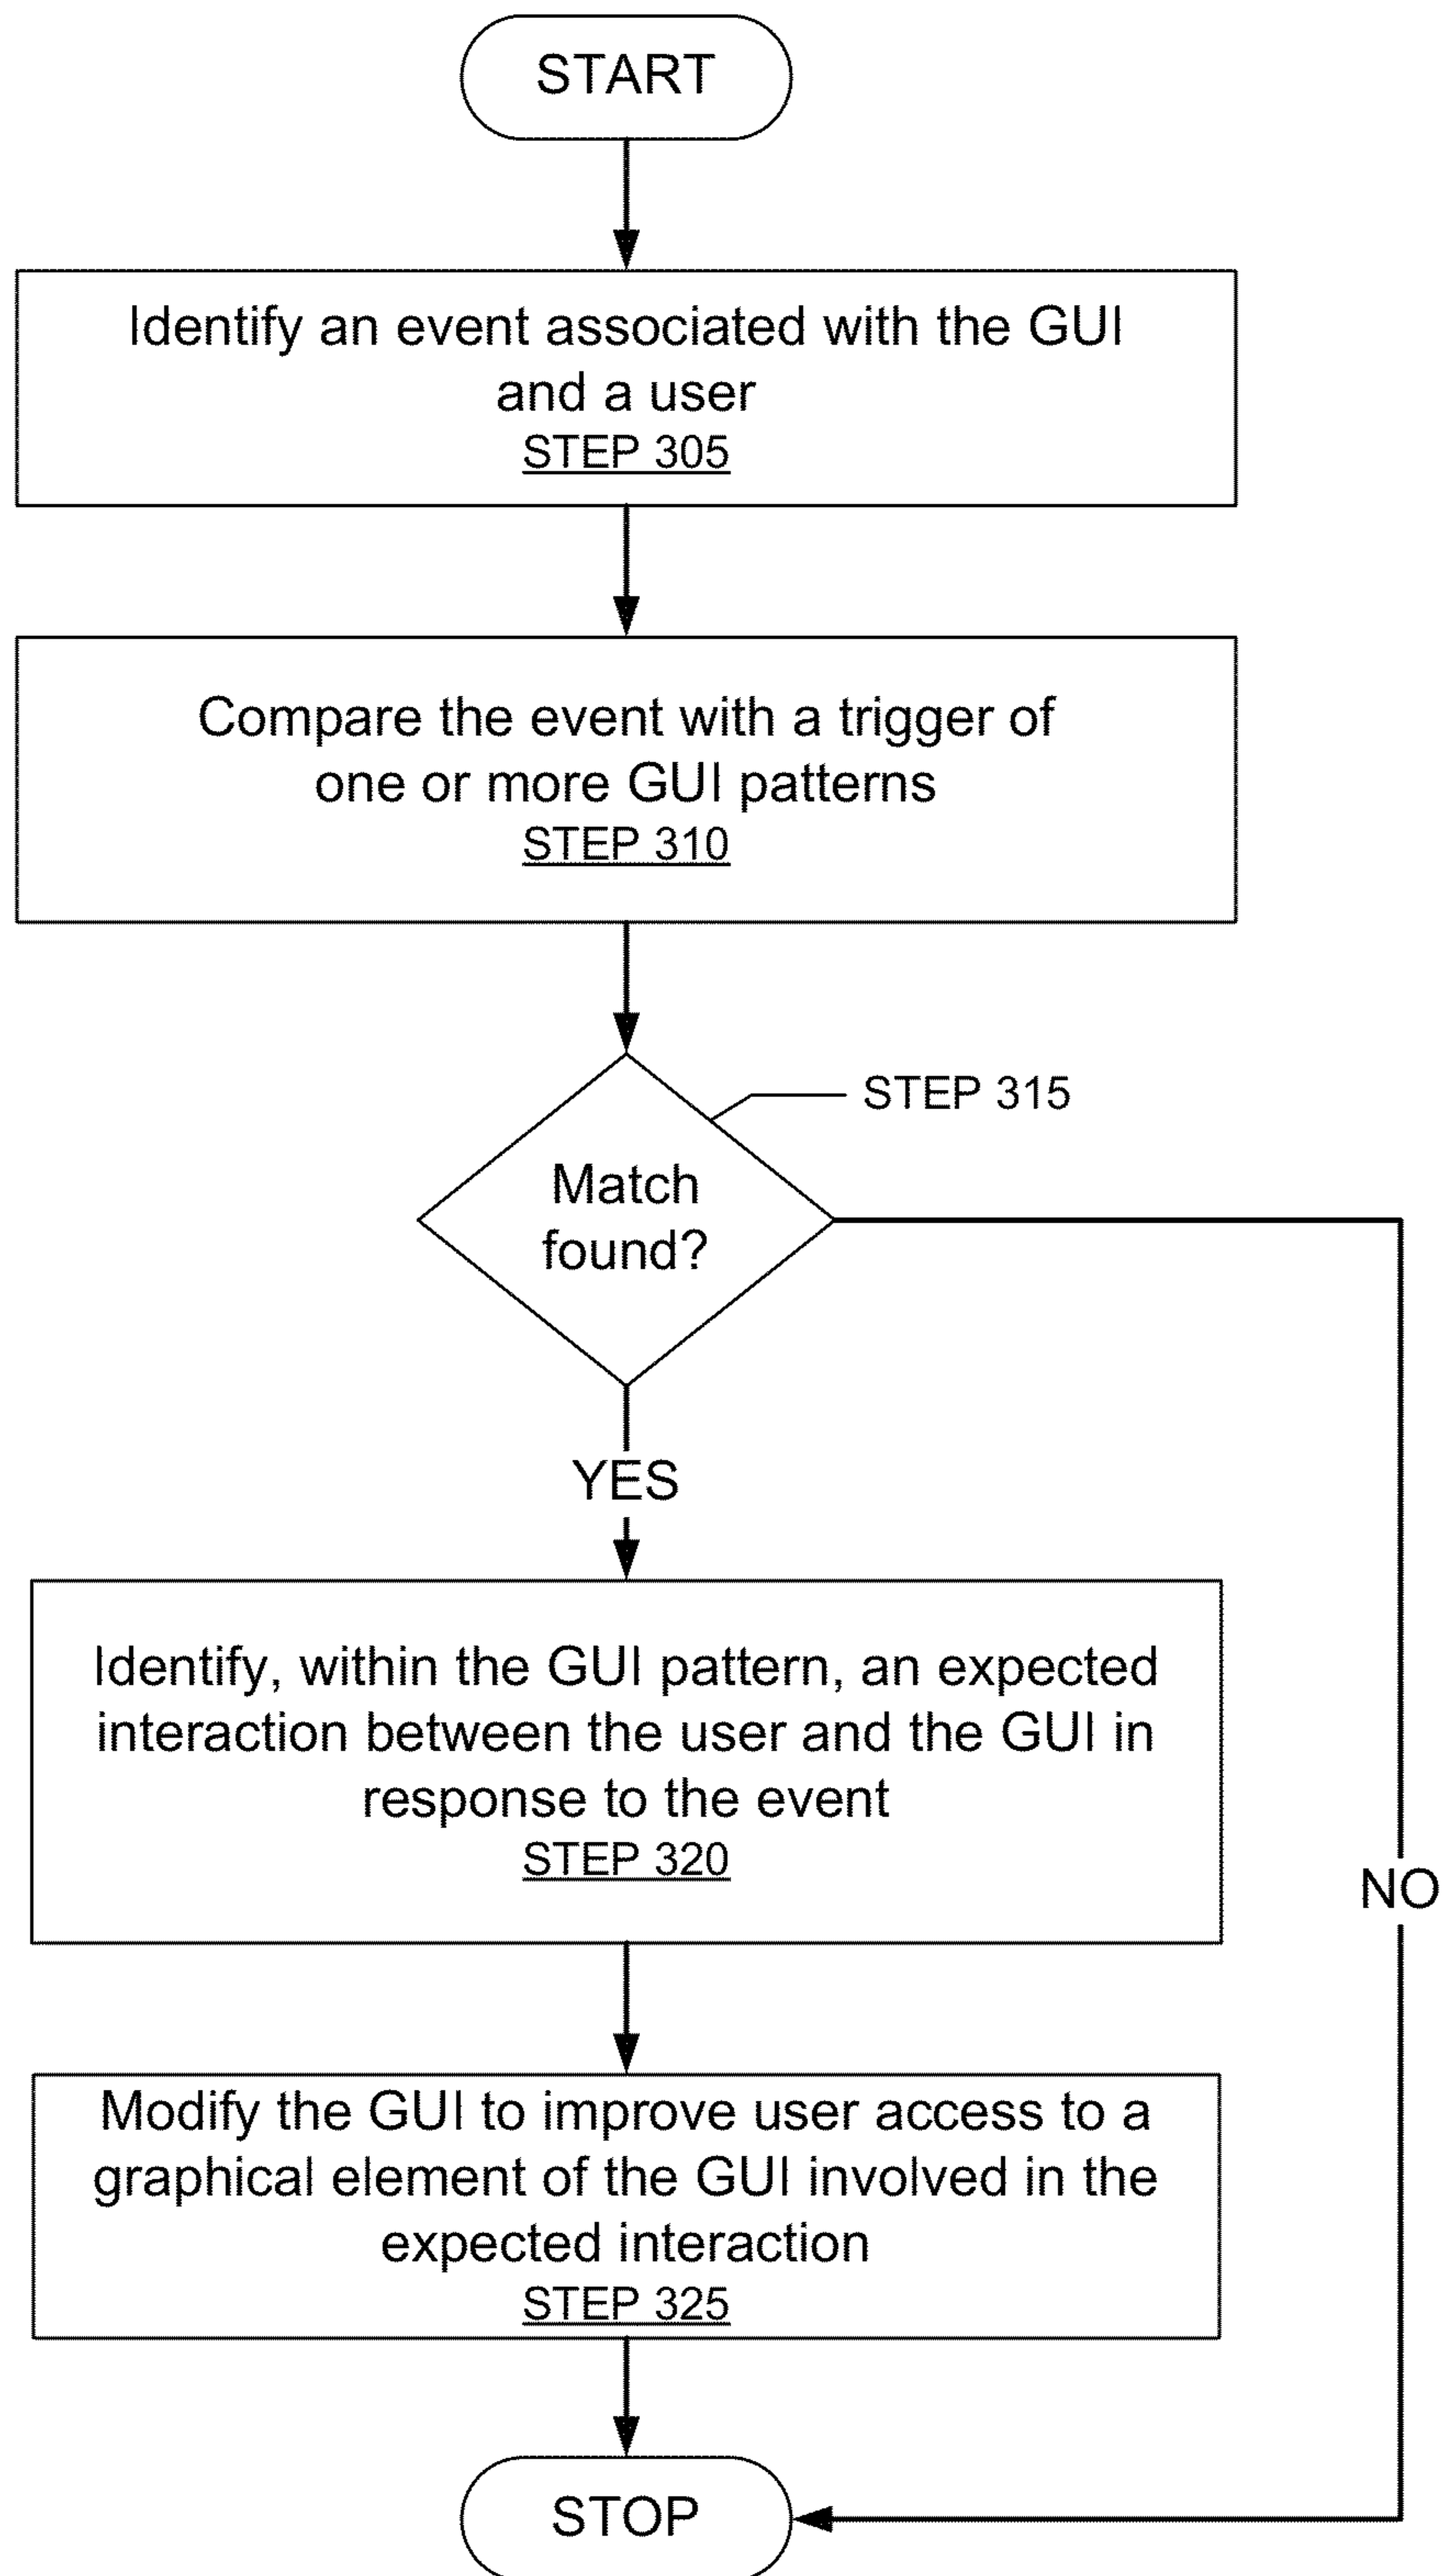 START
Identify an event associated with the GUI
and a user
STEP 305
Compare the event with a trigger of
one or more GUI patterns
STEP 310
STEP 315
Match
found?
YES
Identify, within the GUI pattern, an expected
interaction between the user and the GUI in
response to the event
STEP 320
NO
Modify the GUI to improve user access to a
graphical element of the GUI involved in the
expected interaction
STEP 325
STOP